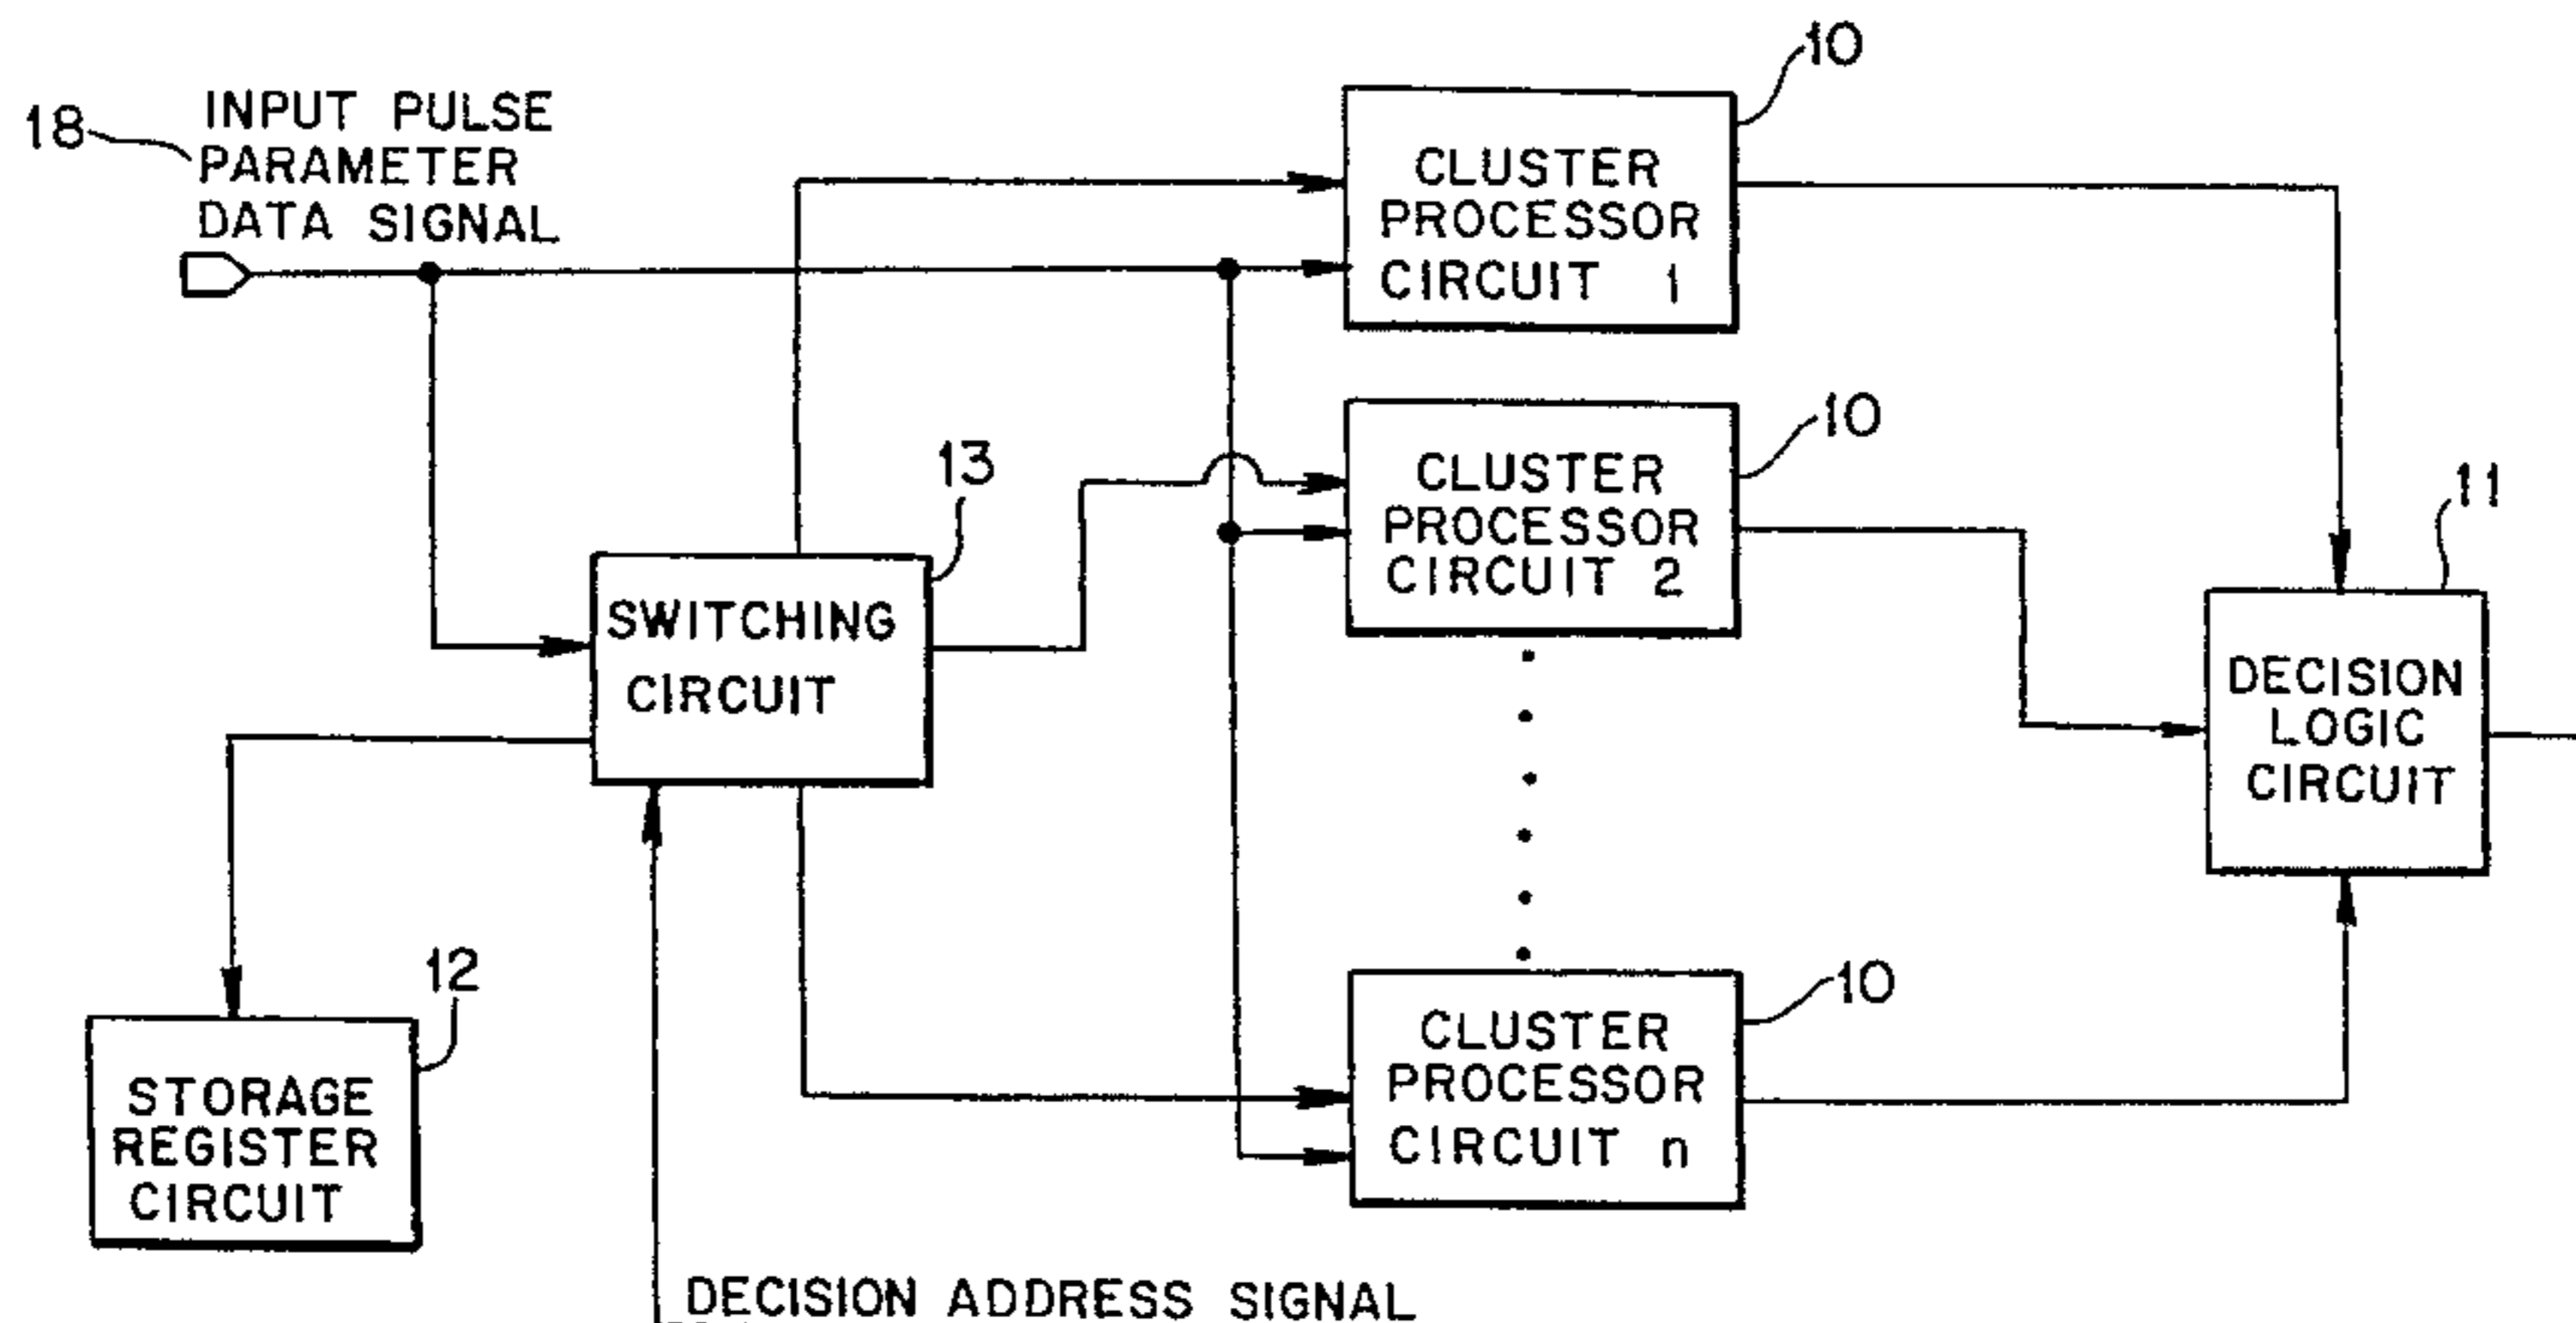 18
INPUT PULSE
PARAMETER
DATA SIGNAL
10
CLUSTER
PROCESSOR
CIRCUIT 1
10
CLUSTER
PROCESSOR
CIRCUIT 2
13
SWITCHING
CIRCUIT
11
DECISION
LOGIC
CIRCUIT
12
STORAGE
REGISTER
CIRCUIT
10
CLUSTER
PROCESSOR
CIRCUIT n
DECISION ADDRESS SIGNAL